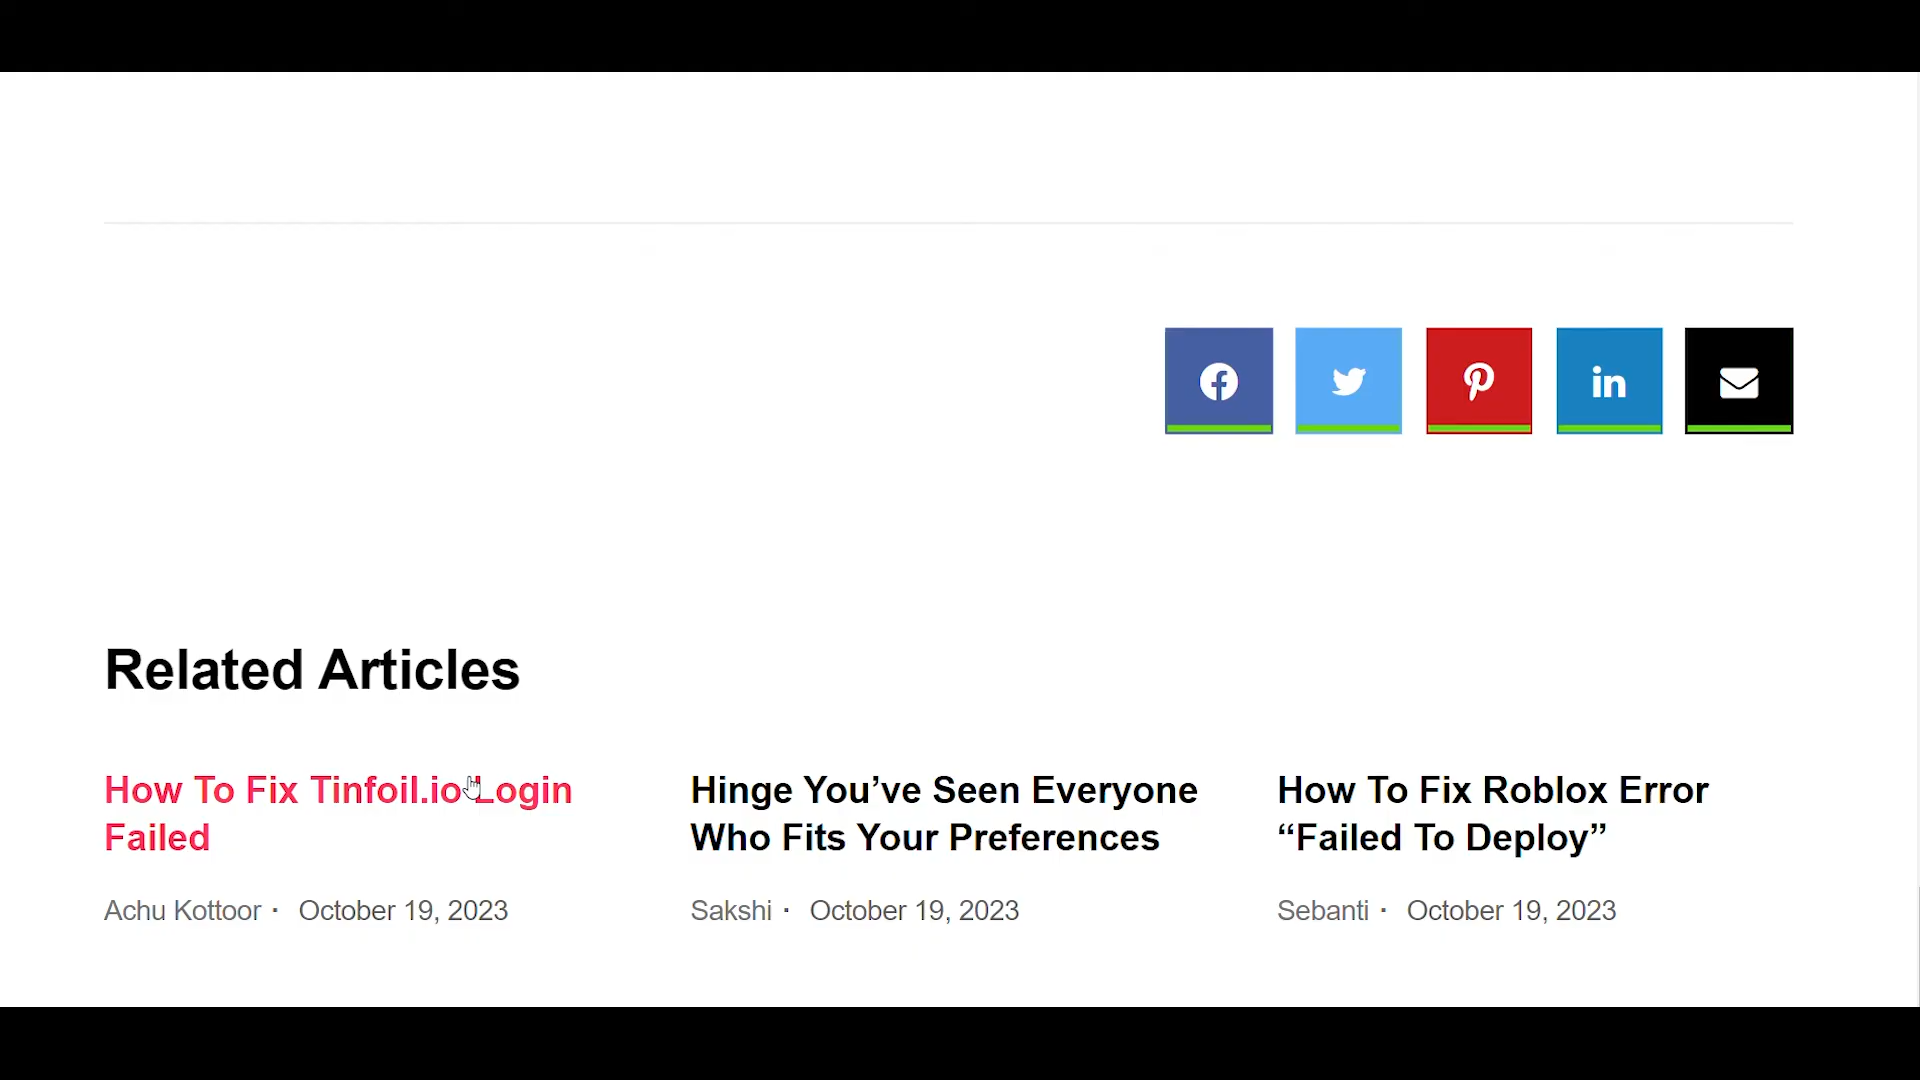 Related Articles
How To Fix Tinfoil.io Login
Failed
Achu Kottoor · October 19, 2023
Hinge You’ve Seen Everyone
Who Fits Your Preferences
Sakshi · October 19, 2023
How To Fix Roblox Error
“Failed To Deploy”
Sebanti · October 19, 2023